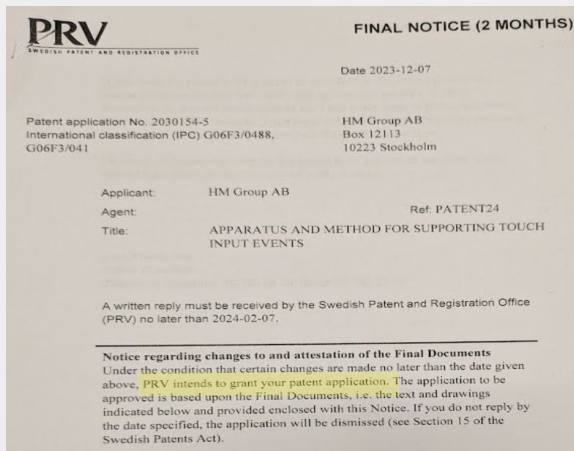 PRV
SWEDISH PATENT AND REGISTRATION OFFICE
FINAL NOTICE (2 MONTHS)
Date 2023-12-07
Patent application No. 2030154-5
International classification (IPC) G06F3/0488,
G06F3/041
HM Group AB
Box 12113
10223 Stockholm
Applicant: HM Group AB
Agent: Ref: PATENT24
Title: APPARATUS AND METHOD FOR SUPPORTING TOUCH
INPUT EVENTS
A written reply must be received by the Swedish Patent and Registration Office
(PRV) no later than 2024-02-07.
Notice regarding changes to and attestation of the Final Documents
Under the condition that certain changes are made no later than the date given
above, PRV intends to grant your patent application. The application to be
approved is based upon the Final Documents, i.e. the text and drawings
indicated below and provided enclosed with this Notice. If you do not reply by
the date specified, the application will be dismissed (see Section 15 of the
Swedish Patents Act).